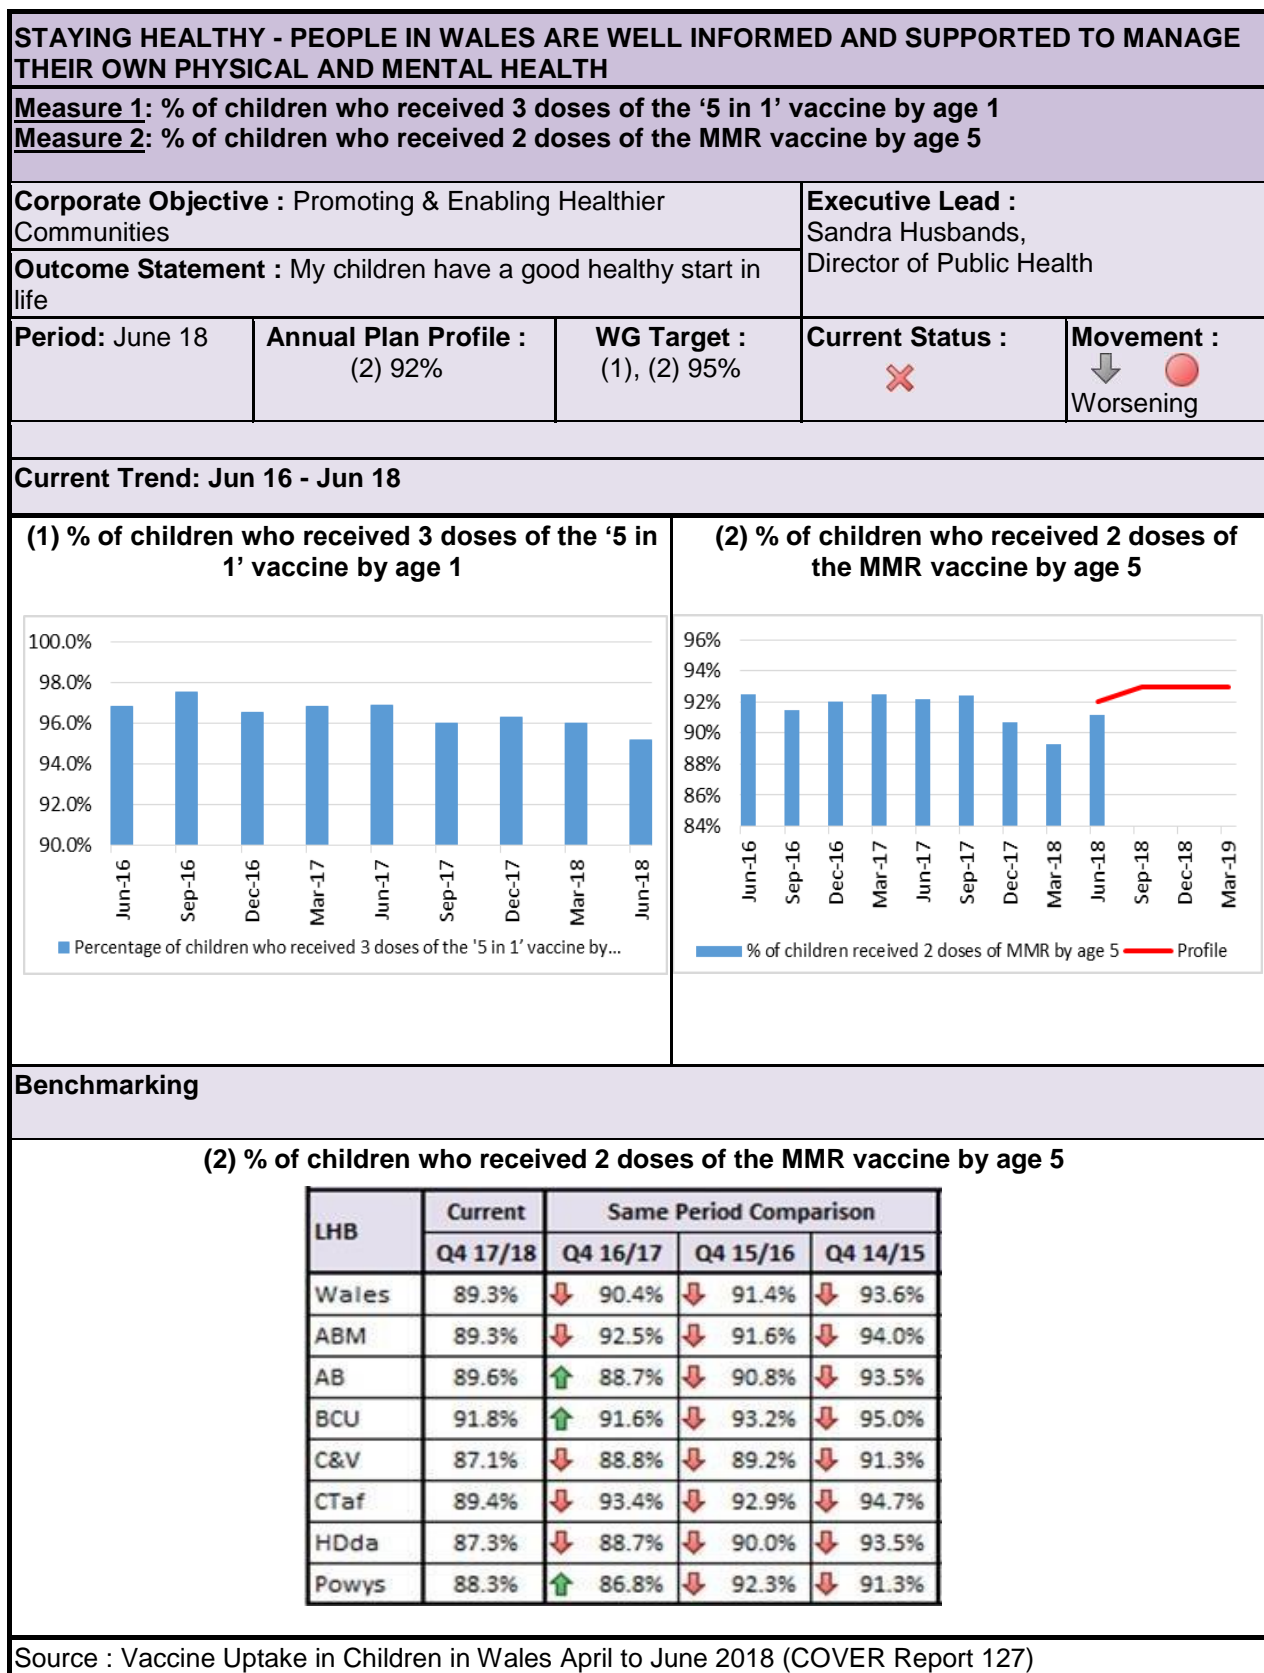 STAYING HEALTHY - PEOPLE IN WALES ARE WELL INFORMED AND SUPPORTED TO MANAGE
THEIR OWN PHYSICAL AND MENTAL HEALTH
Measure 1: % of children who received 3 doses of the ‘5 in 1’ vaccine by age 1
Measure 2: % of children who received 2 doses of the MMR vaccine by age 5
Corporate Objective : Promoting & Enabling Healthier
Communities
Outcome Statement : My children have a good healthy start in
life
Executive Lead :
Sandra Husbands,
Director of Public Health
Period: June 18
Annual Plan Profile :
(2) 92%
WG Target :
(1), (2) 95%
Current Status :
Movement :
Worsening
Current Trend: Jun 16 - Jun 18
(1) % of children who received 3 doses of the ‘5 in
1’ vaccine by age 1
100.0%
98.0%
96.0%
94.0%
92.0%
90.0%
Jun-16
Sep-16
Dec-16
Mar-17
Jun-17
Sep-17
Dec-17
Mar-18
Jun-18
Percentage of children who received 3 doses of the '5 in 1’ vaccine by...
(2) % of children who received 2 doses of
the MMR vaccine by age 5
96%
94%
92%
90%
88%
86%
84%
Jun-16
Sep-16
Dec-16
Mar-17
Jun-17
Sep-17
Dec-17
Mar-18
Jun-18
Sep-18
Dec-18
Mar-19
% of children received 2 doses of MMR by age 5 Profile
Benchmarking
(2) % of children who received 2 doses of the MMR vaccine by age 5
LHB Current Same Period Comparison
Q4 17/18 Q4 16/17 Q4 15/16 Q4 14/15
Wales 89.3% 90.4% 91.4% 93.6%
ABM 89.3% 92.5% 91.6% 94.0%
AB 89.6% 88.7% 90.8% 93.5%
BCU 91.8% 91.6% 93.2% 95.0%
C&V 87.1% 88.8% 89.2% 91.3%
CTaf 89.4% 93.4% 92.9% 94.7%
HDda 87.3% 88.7% 90.0% 93.5%
Powys 88.3% 86.8% 92.3% 91.3%
Source : Vaccine Uptake in Children in Wales April to June 2018 (COVER Report 127)